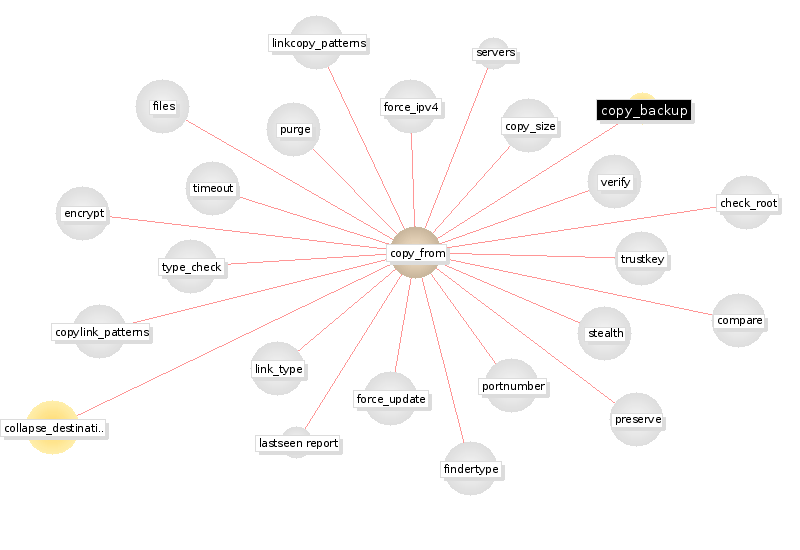 linkcopy_patterns
servers
files
force_ipv4
copy_backup
purge
copy_size
timeout
verify
encrypt
check_root
copy_from
type_check
trustkey
copylink_patterns
compare
stealth
link_type
portnumber
force_update
preserve
collapse_destinati..
lastseen report
findertype